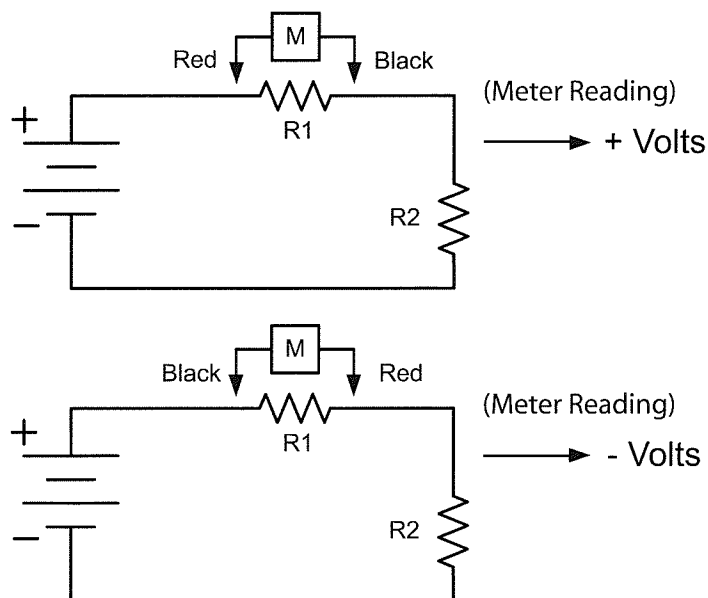 M
Red
Black
(Meter Reading)
+
R1
+ Volts
R2
−
M
Black
Red
(Meter Reading)
+
R1
- Volts
R2
−